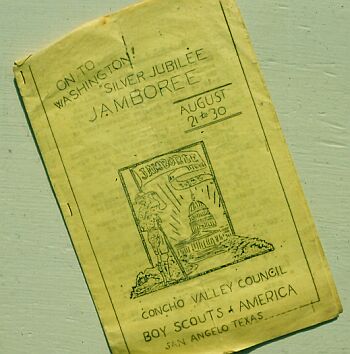 ON TO
WASHINGTON!
"SILVER JUBILEE
JAMBOREE
AUGUST
21 to 30
JAMBOREE
CONCHO VALLEY COUNCIL
BOY SCOUTS of AMERICA
SAN ANGELO TEXAS